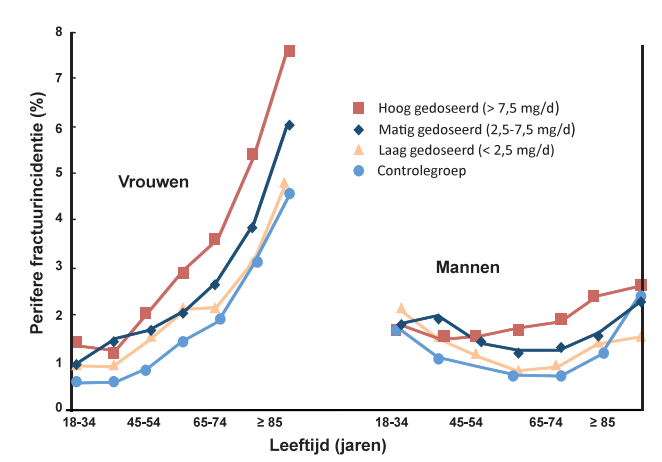 8
7
6
5
4
3
2
1
0
Perifere fractuurincidentie (%)
Vrouwen
Hoog gedoseerd (> 7,5 mg/d)
Matig gedoseerd (2,5-7,5 mg/d)
Laag gedoseerd (< 2,5 mg/d)
Controlegroep
Mannen
18-34 45-54 65-74 ≥ 85 18-34 45-54 65-74 ≥ 85
Leeftijd (jaren)